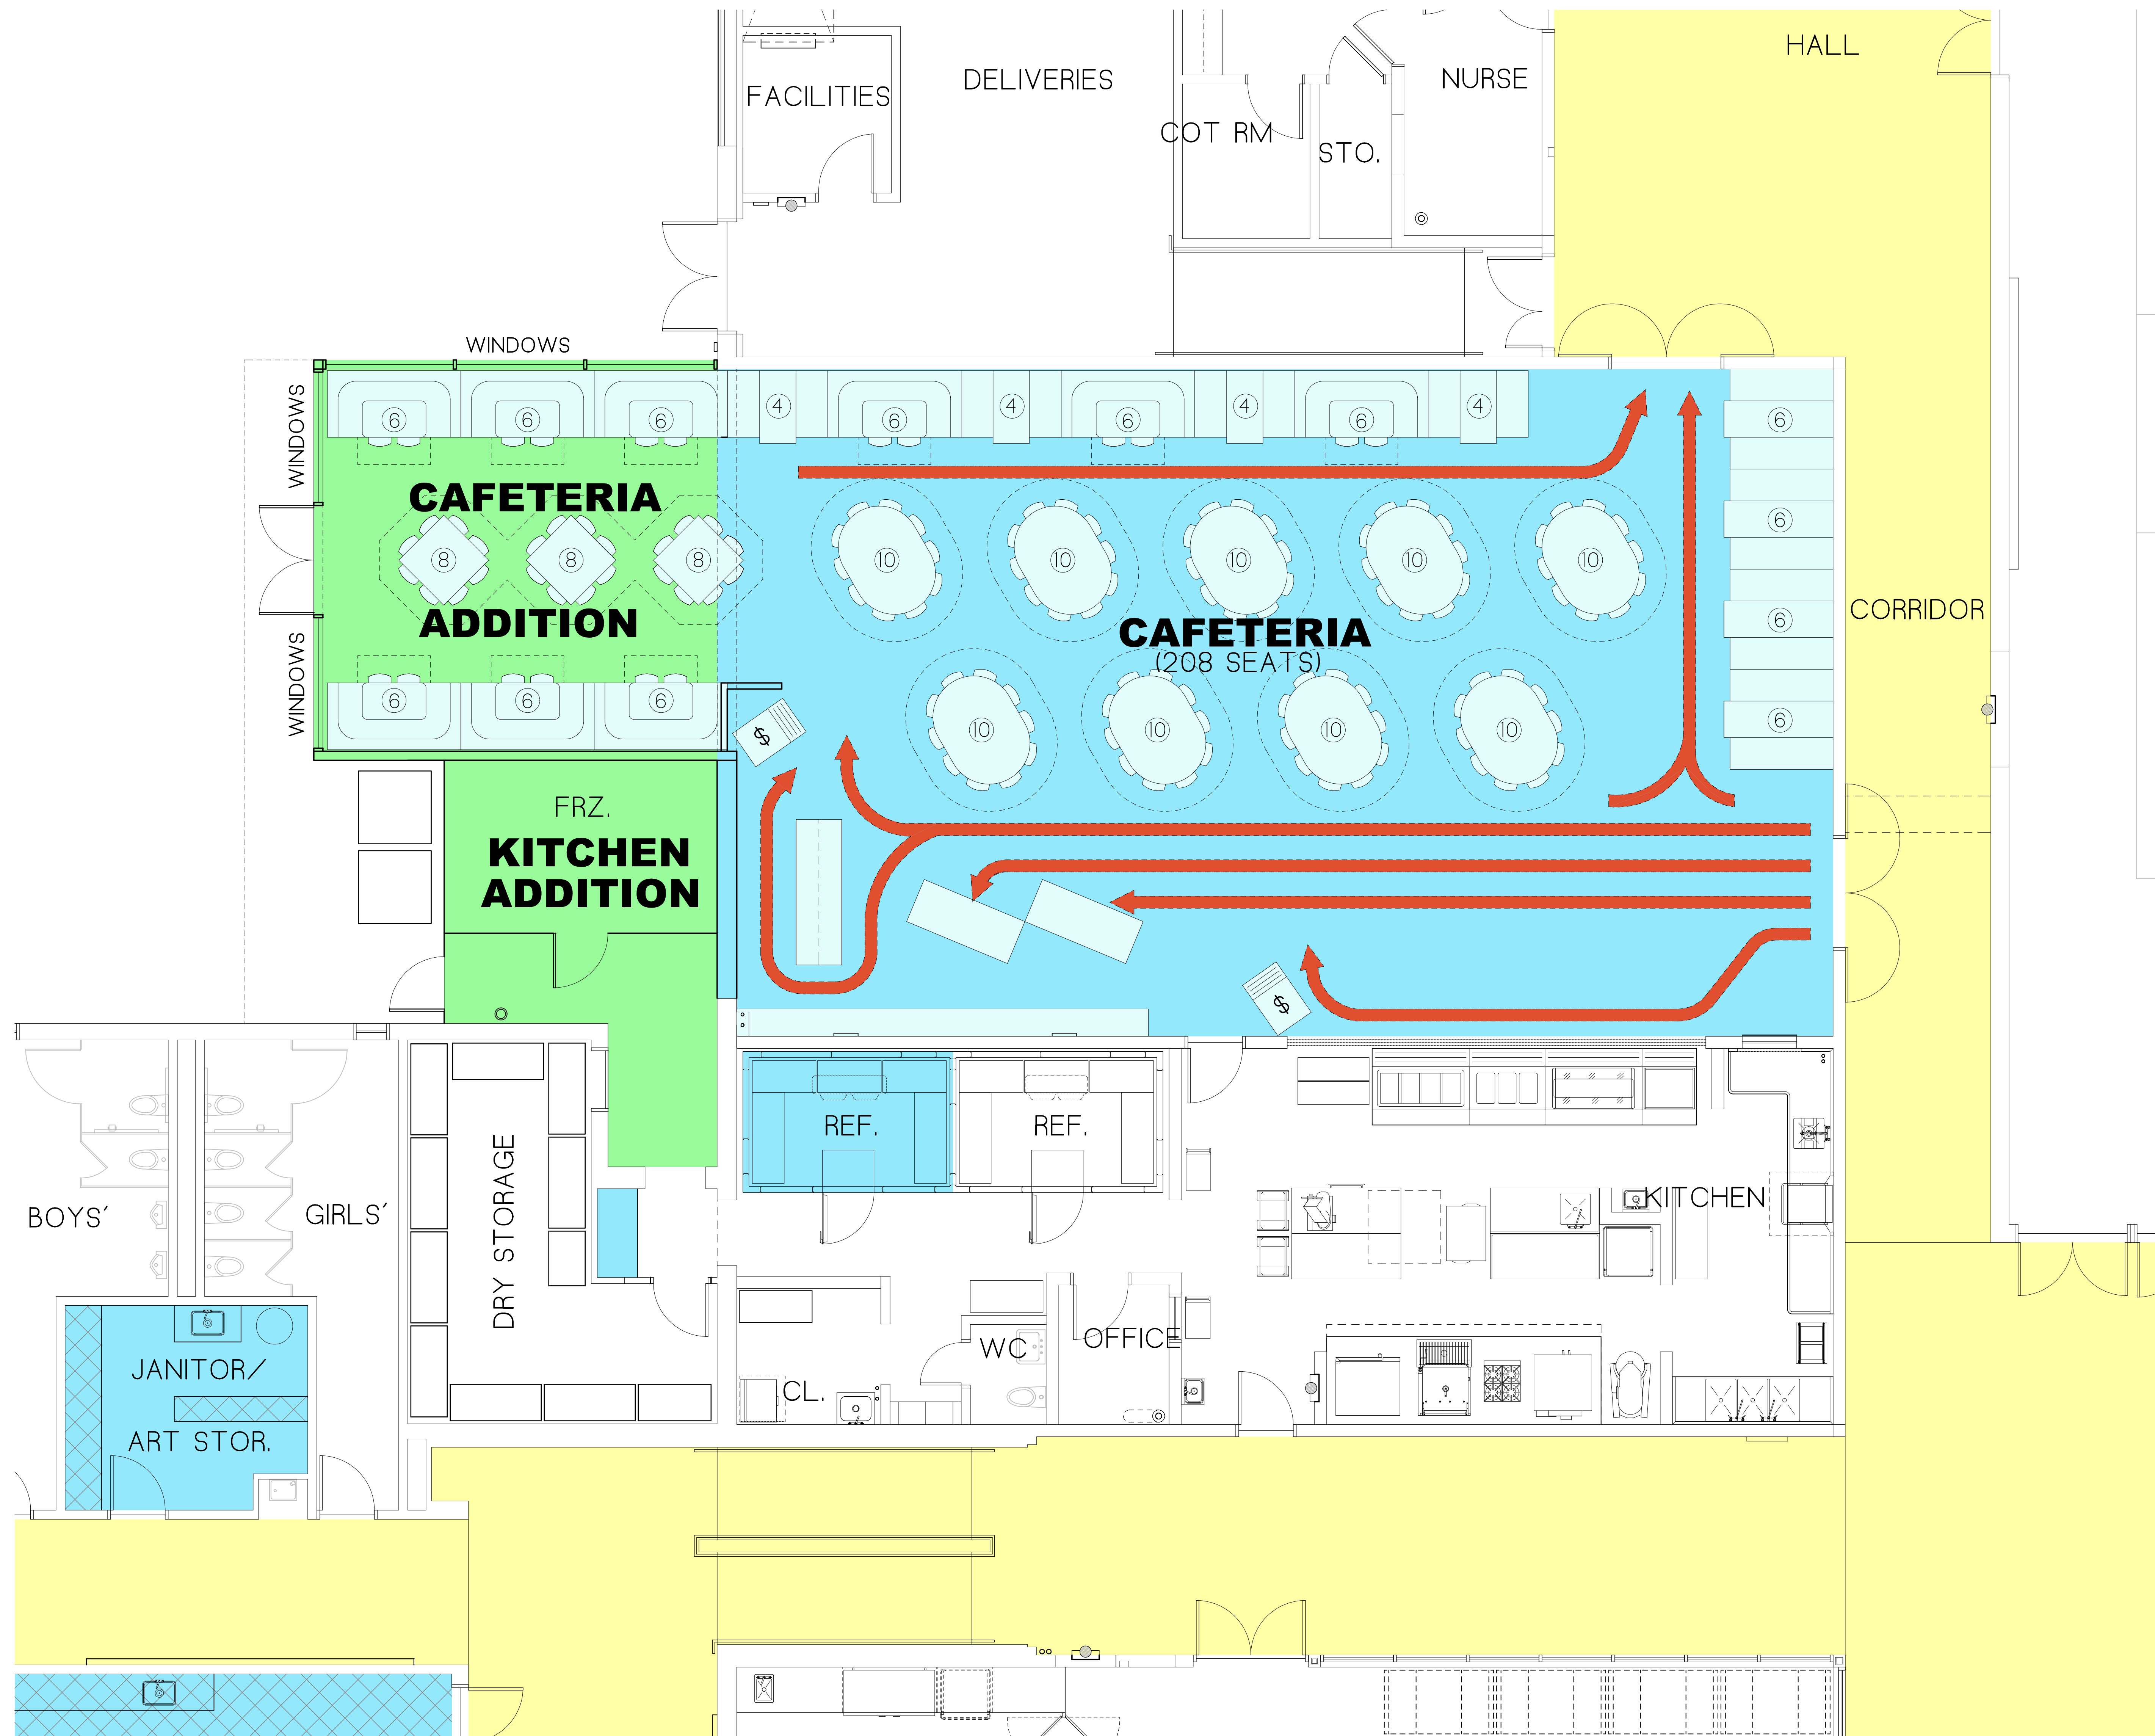 HALL
DELIVERIES
NURSE
FACILITIES
COT RM
STO.
WINDOWS
WINDOWS
4
4
4
4
6
6
6
6
6
6
6
CAFETERIA
6
8
8
8
10
10
10
10
10
CORRIDOR
ADDITION
6
CAFETERIA
(208 SEATS)
WINDOWS
6
6
6
6
$
10
10
10
10
FRZ.
KITCHEN
ADDITION
$
REF.
REF.
DRY STORAGE
BOYS'
GIRLS'
KITCHEN
OFFICE
WC
JANITOR/
CL.
ART STOR.